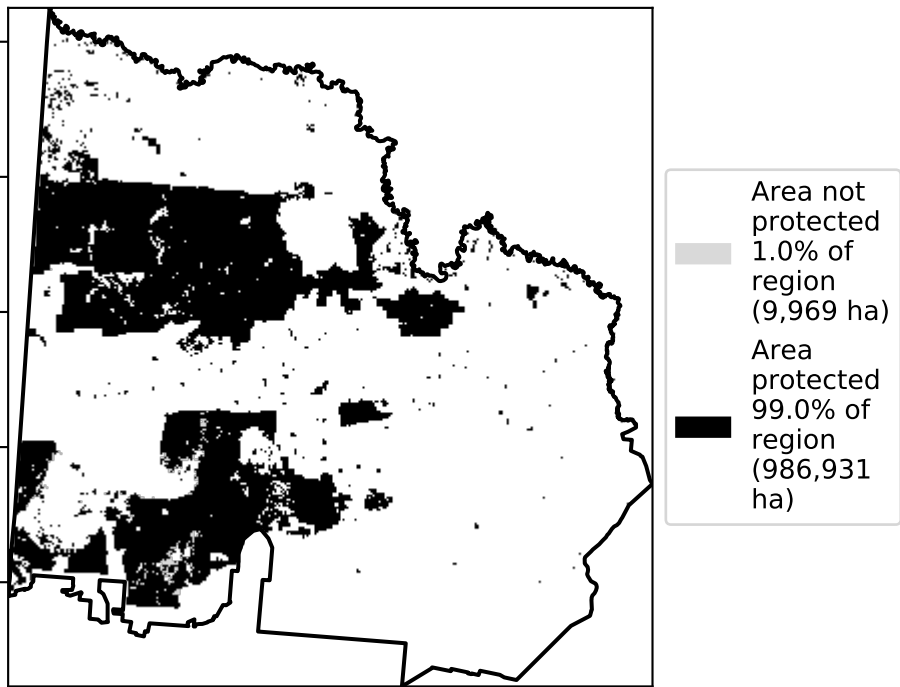 Area not
protected
1.0% of
region
(9,969 ha)
Area
protected
99.0% of
region
(986,931
ha)